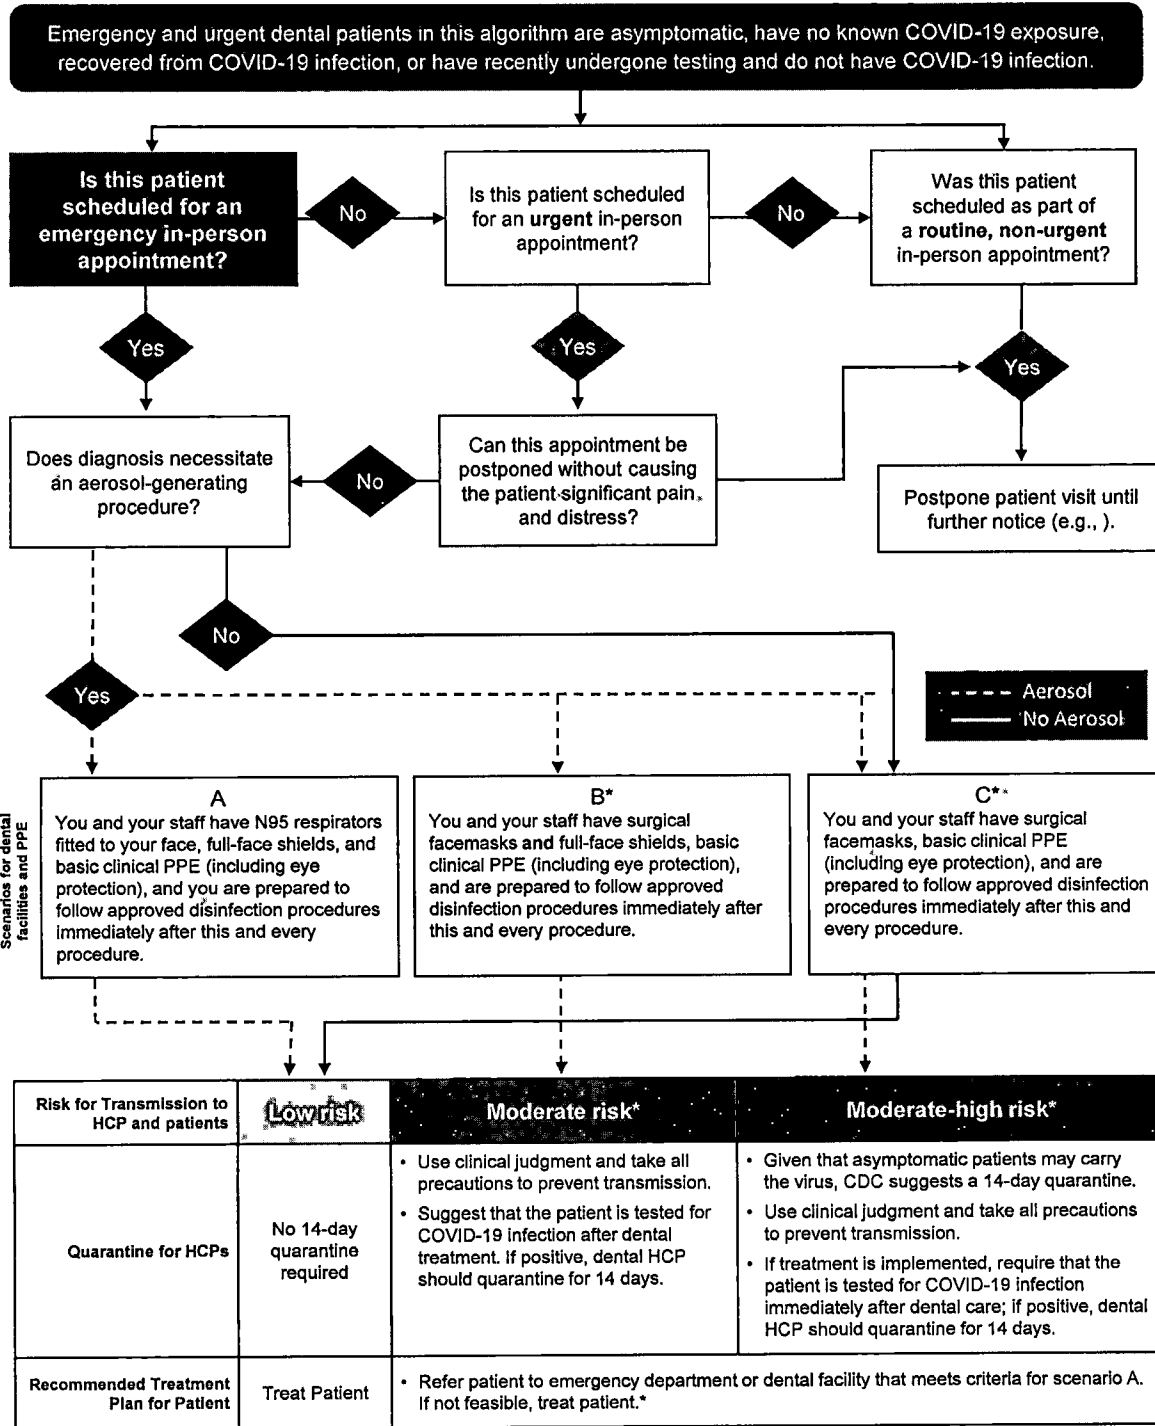 Emergency and urgent dental patients in this algorithm are asymptomatic, have no known COVID-19 exposure,
recovered from COVID-19 infection, or have recently undergone testing and do not have COVID-19 infection.
Is this patient
scheduled for an
emergency in-person
appointment?
No
Is this patient scheduled
for an urgent in-person
appointment?
No
Was this patient
scheduled as part of
a routine, non-urgent
in-person appointment?
Yes
Yes
Yes
Does diagnosis necessitate
an aerosol-generating
procedure?
No
Can this appointment be
postponed without causing
the patient significant pain
and distress?
Postpone patient visit until
further notice (e.g., ).
No
Yes
Aerosol
No Aerosol
Scenarios for dental
facilities and PPE
A
You and your staff have N95 respirators
fitted to your face, full-face shields, and
basic clinical PPE (including eye
protection), and you are prepared to
follow approved disinfection procedures
immediately after this and every
procedure.
B*
You and your staff have surgical
facemasks and full-face shields, basic
clinical PPE (including eye protection),
and are prepared to follow approved
disinfection procedures immediately after
this and every procedure.
C**
You and your staff have surgical
facemasks, basic clinical PPE
(including eye protection), and are
prepared to follow approved disinfection
procedures immediately after this and
every procedure.
Risk for Transmission to
HCP and patients
Low risk
Moderate risk*
Moderate-high risk*
Quarantine for HCPs
No 14-day
quarantine
required
• Use clinical judgment and take all
precautions to prevent transmission.
• Suggest that the patient is tested for
COVID-19 infection after dental
treatment. If positive, dental HCP
should quarantine for 14 days.
• Given that asymptomatic patients may carry
the virus, CDC suggests a 14-day quarantine.
• Use clinical judgment and take all precautions
to prevent transmission.
• If treatment is implemented, require that the
patient is tested for COVID-19 infection
immediately after dental care; if positive, dental
HCP should quarantine for 14 days.
Recommended Treatment
Plan for Patient
Treat Patient
• Refer patient to emergency department or dental facility that meets criteria for scenario A.
If not feasible, treat patient.*